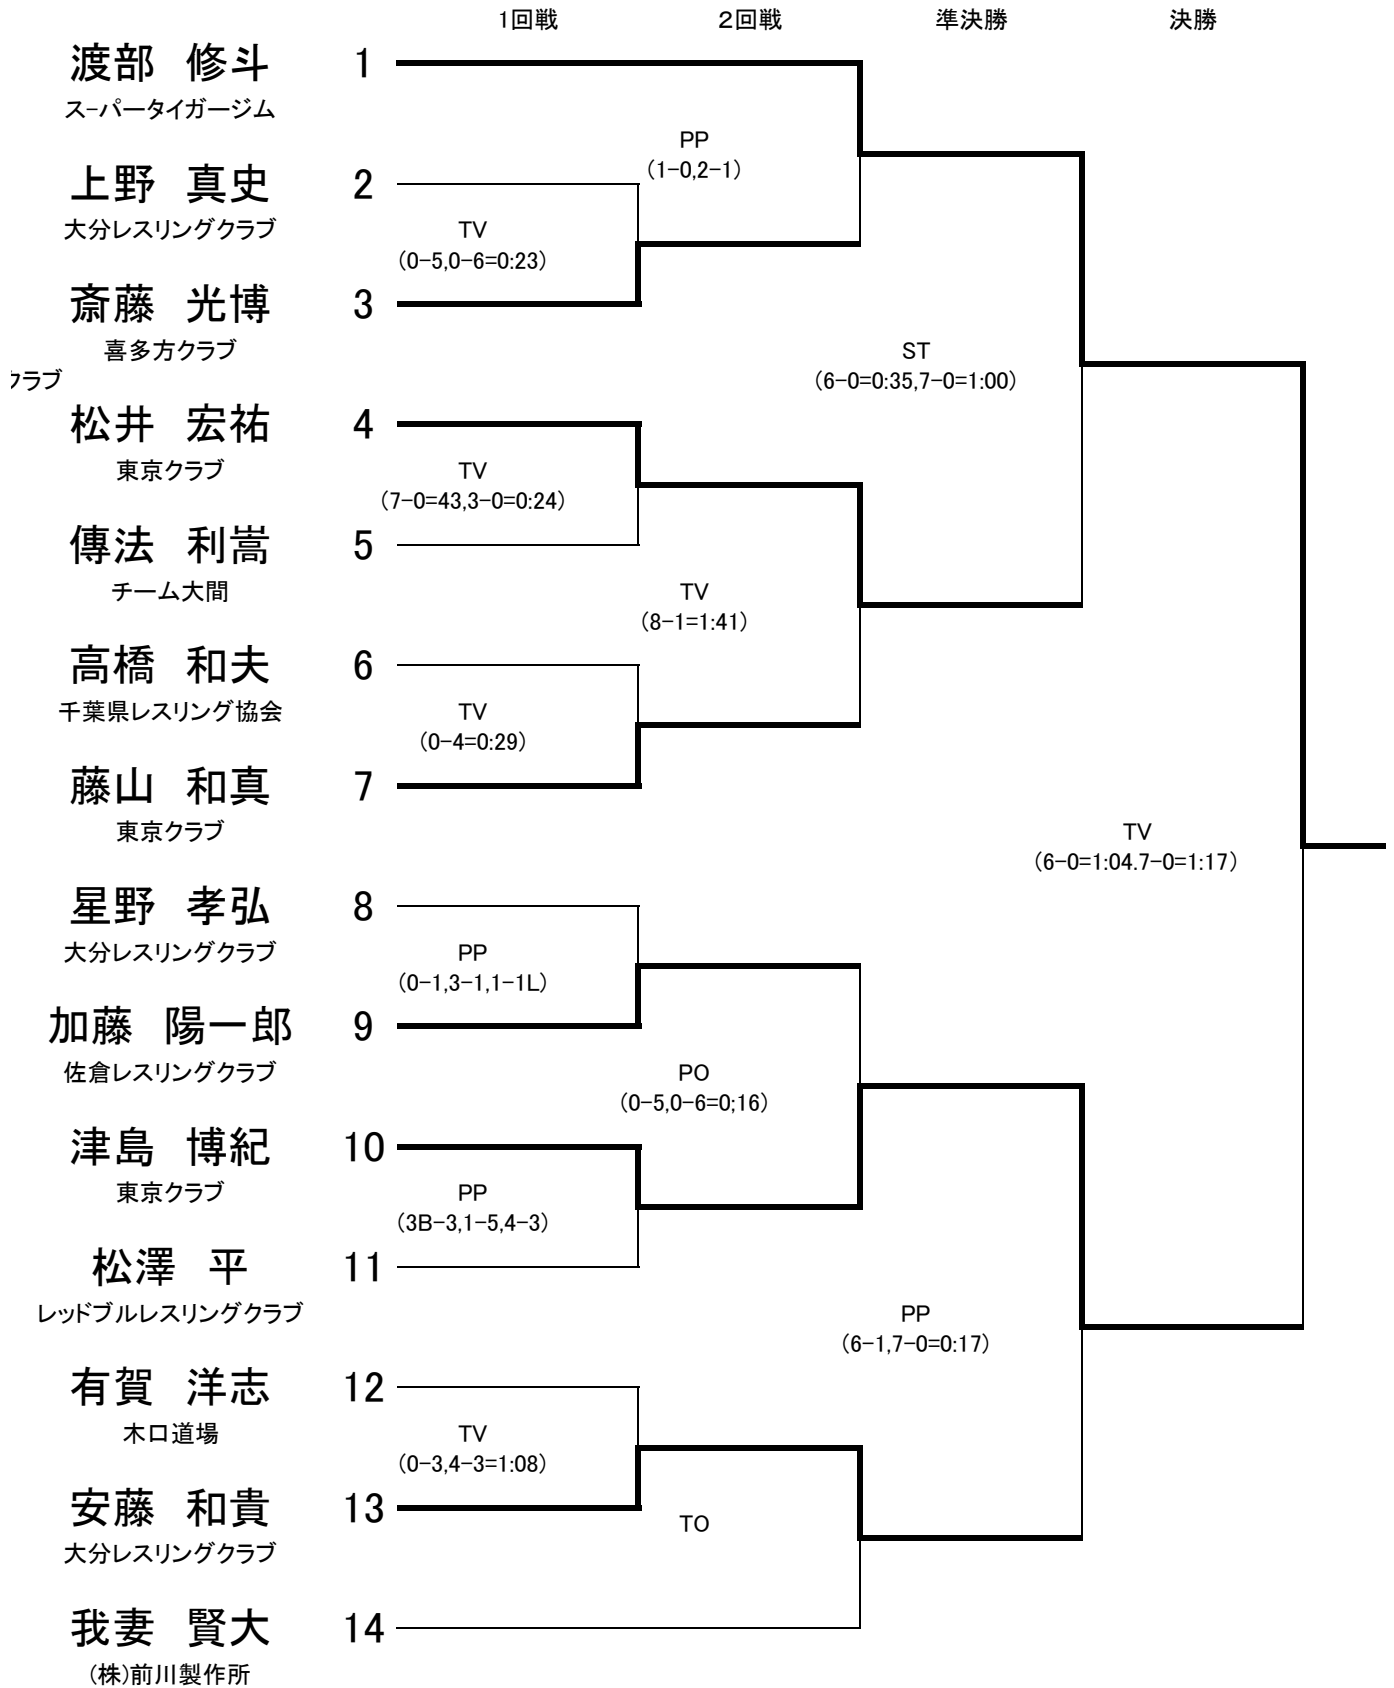 1回戦 2回戦 準決勝 決勝
渡部　修斗 1
スｰパータイガージム
PP
(1-0,2-1)
上野　真史 2
大分レスリングクラブ
TV
(0-5,0-6=0:23)
斎藤　光博 3
喜多方クラブ
クラブ
ST
(6-0=0:35,7-0=1:00)
松井　宏祐 4
東京クラブ
TV
(7-0=43,3-0=0:24)
傳法　利嵩 5
チーム大間
TV
(8-1=1:41)
高橋　和夫 6
千葉県レスリング協会
TV
(0-4=0:29)
藤山　和真 7
東京クラブ
TV
(6-0=1:04.7-0=1:17)
星野　孝弘 8
大分レスリングクラブ
PP
(0-1,3-1,1-1L)
加藤　陽一郎 9
佐倉レスリングクラブ
PO
(0-5,0-6=0;16)
津島　博紀 10
東京クラブ
PP
(3B-3,1-5,4-3)
松澤　平 11
レッドブルレスリングクラブ
PP
(6-1,7-0=0:17)
有賀　洋志 12
木口道場
TV
(0-3,4-3=1:08)
安藤　和貴 13
大分レスリングクラブ
TO
我妻　賢大 14
(株)前川製作所